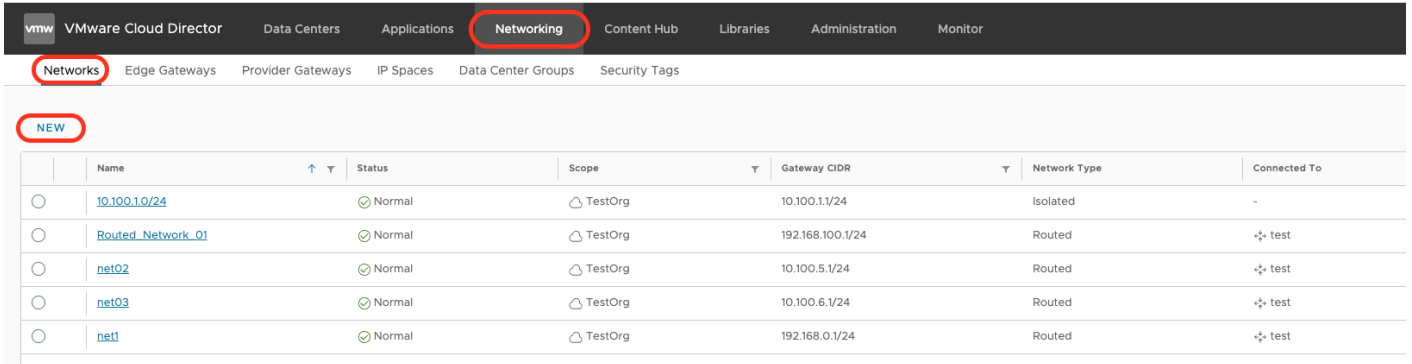 vmw VMware Cloud Director Data Centers Applications Networking Content Hub Libraries Administration Monitor
Networks Edge Gateways Provider Gateways IP Spaces Data Center Groups Security Tags
NEW
Name Status Scope Gateway CIDR Network Type Connected To
10.100.1.0/24 Normal TestOrg 10.100.1.1/24 Isolated -
Routed_Network_01 Normal TestOrg 192.168.100.1/24 Routed test
net02 Normal TestOrg 10.100.5.1/24 Routed test
net03 Normal TestOrg 10.100.6.1/24 Routed test
net1 Normal TestOrg 192.168.0.1/24 Routed test